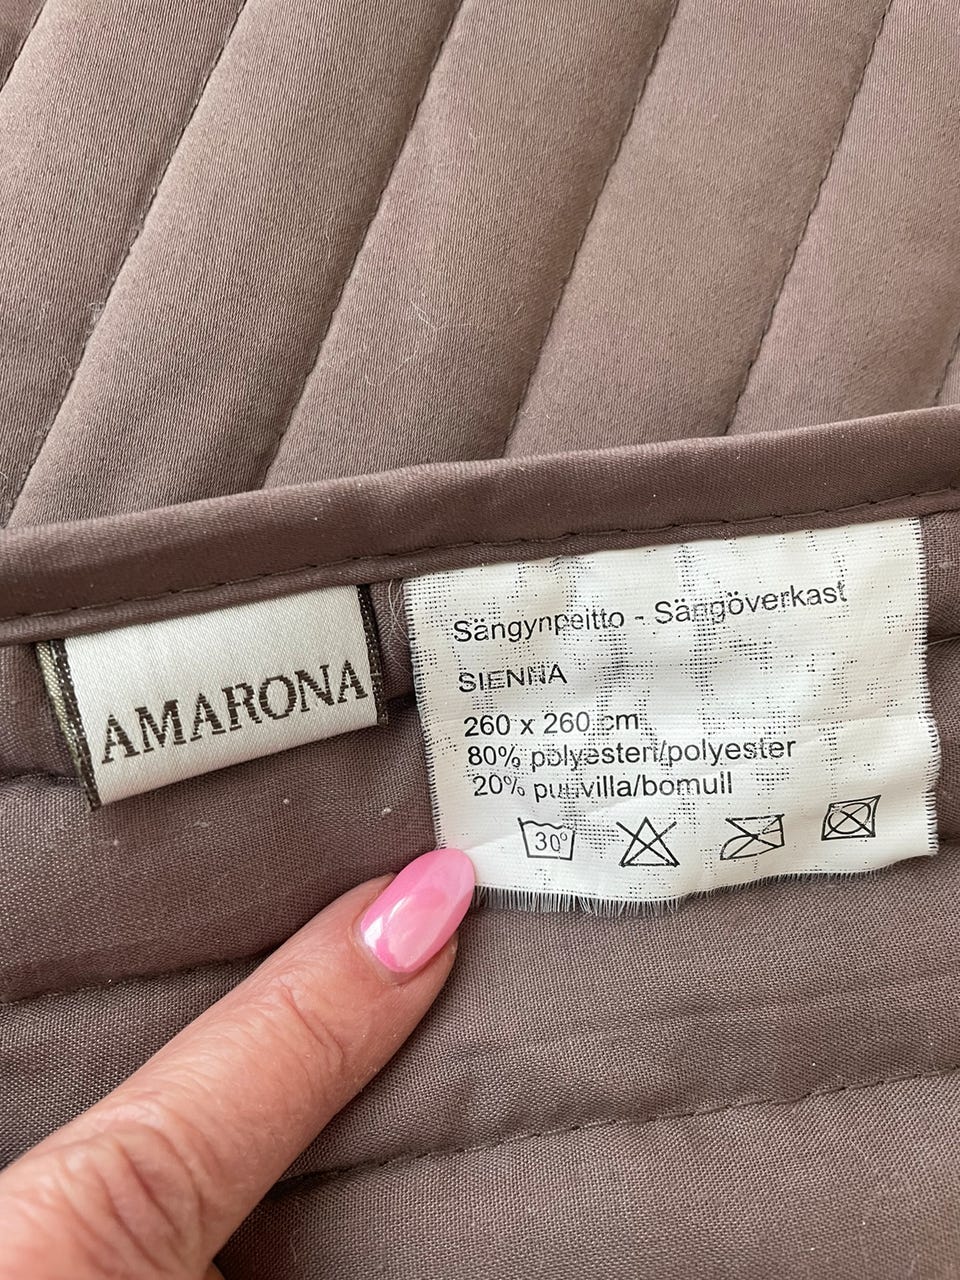 AMARONA
Sängynpeitto - Sängöverkast
SIENNA
260 x 260 cm
80% polyesteri/polyester
20% puuvilla/bomull
30°